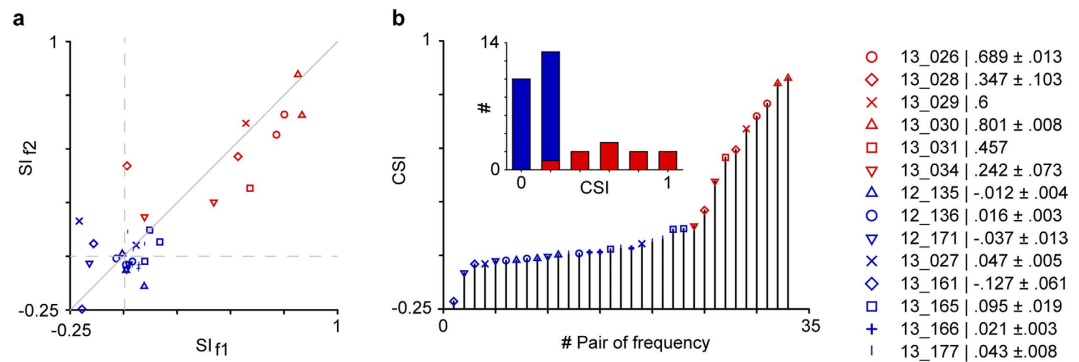 a
1
SI f2
-0.25
-0.25
SI f1
1
b
1
CSI
-0.25
0
# Pair of frequency
35
14
#
0
CSI
1
13_026 | .689 ± .013
13_028 | .347 ± .103
13_029 | .6
13_030 | .801 ± .008
13_031 | .457
13_034 | .242 ± .073
12_135 | -.012 ± .004
12_136 | .016 ± .003
12_171 | -.037 ± .013
13_027 | .047 ± .005
13_161 | -.127 ± .061
13_165 | .095 ± .019
13_166 | .021 ±.003
13_177 | .043 ± .008